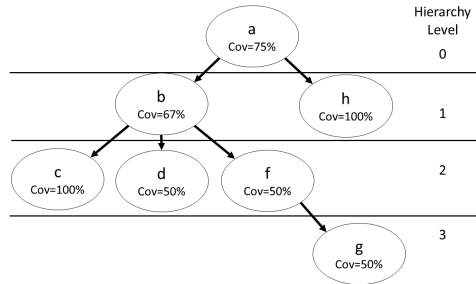 Hierarchy
Level
a
Cov=75%
0
b
Cov=67%
h
Cov=100%
1
c
Cov=100%
d
Cov=50%
f
Cov=50%
2
3
g
Cov=50%